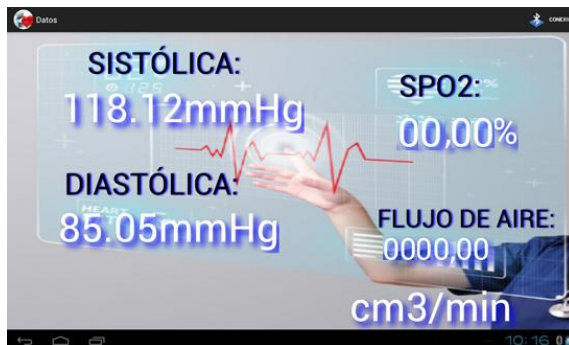 Datos
SISTÓLICA:
118.12mmHg
DIASTÓLICA:
85.05mmHg
SPO2:
00,00%
FLUJO DE AIRE:
0000,00
cm3/min
HEART
10:16